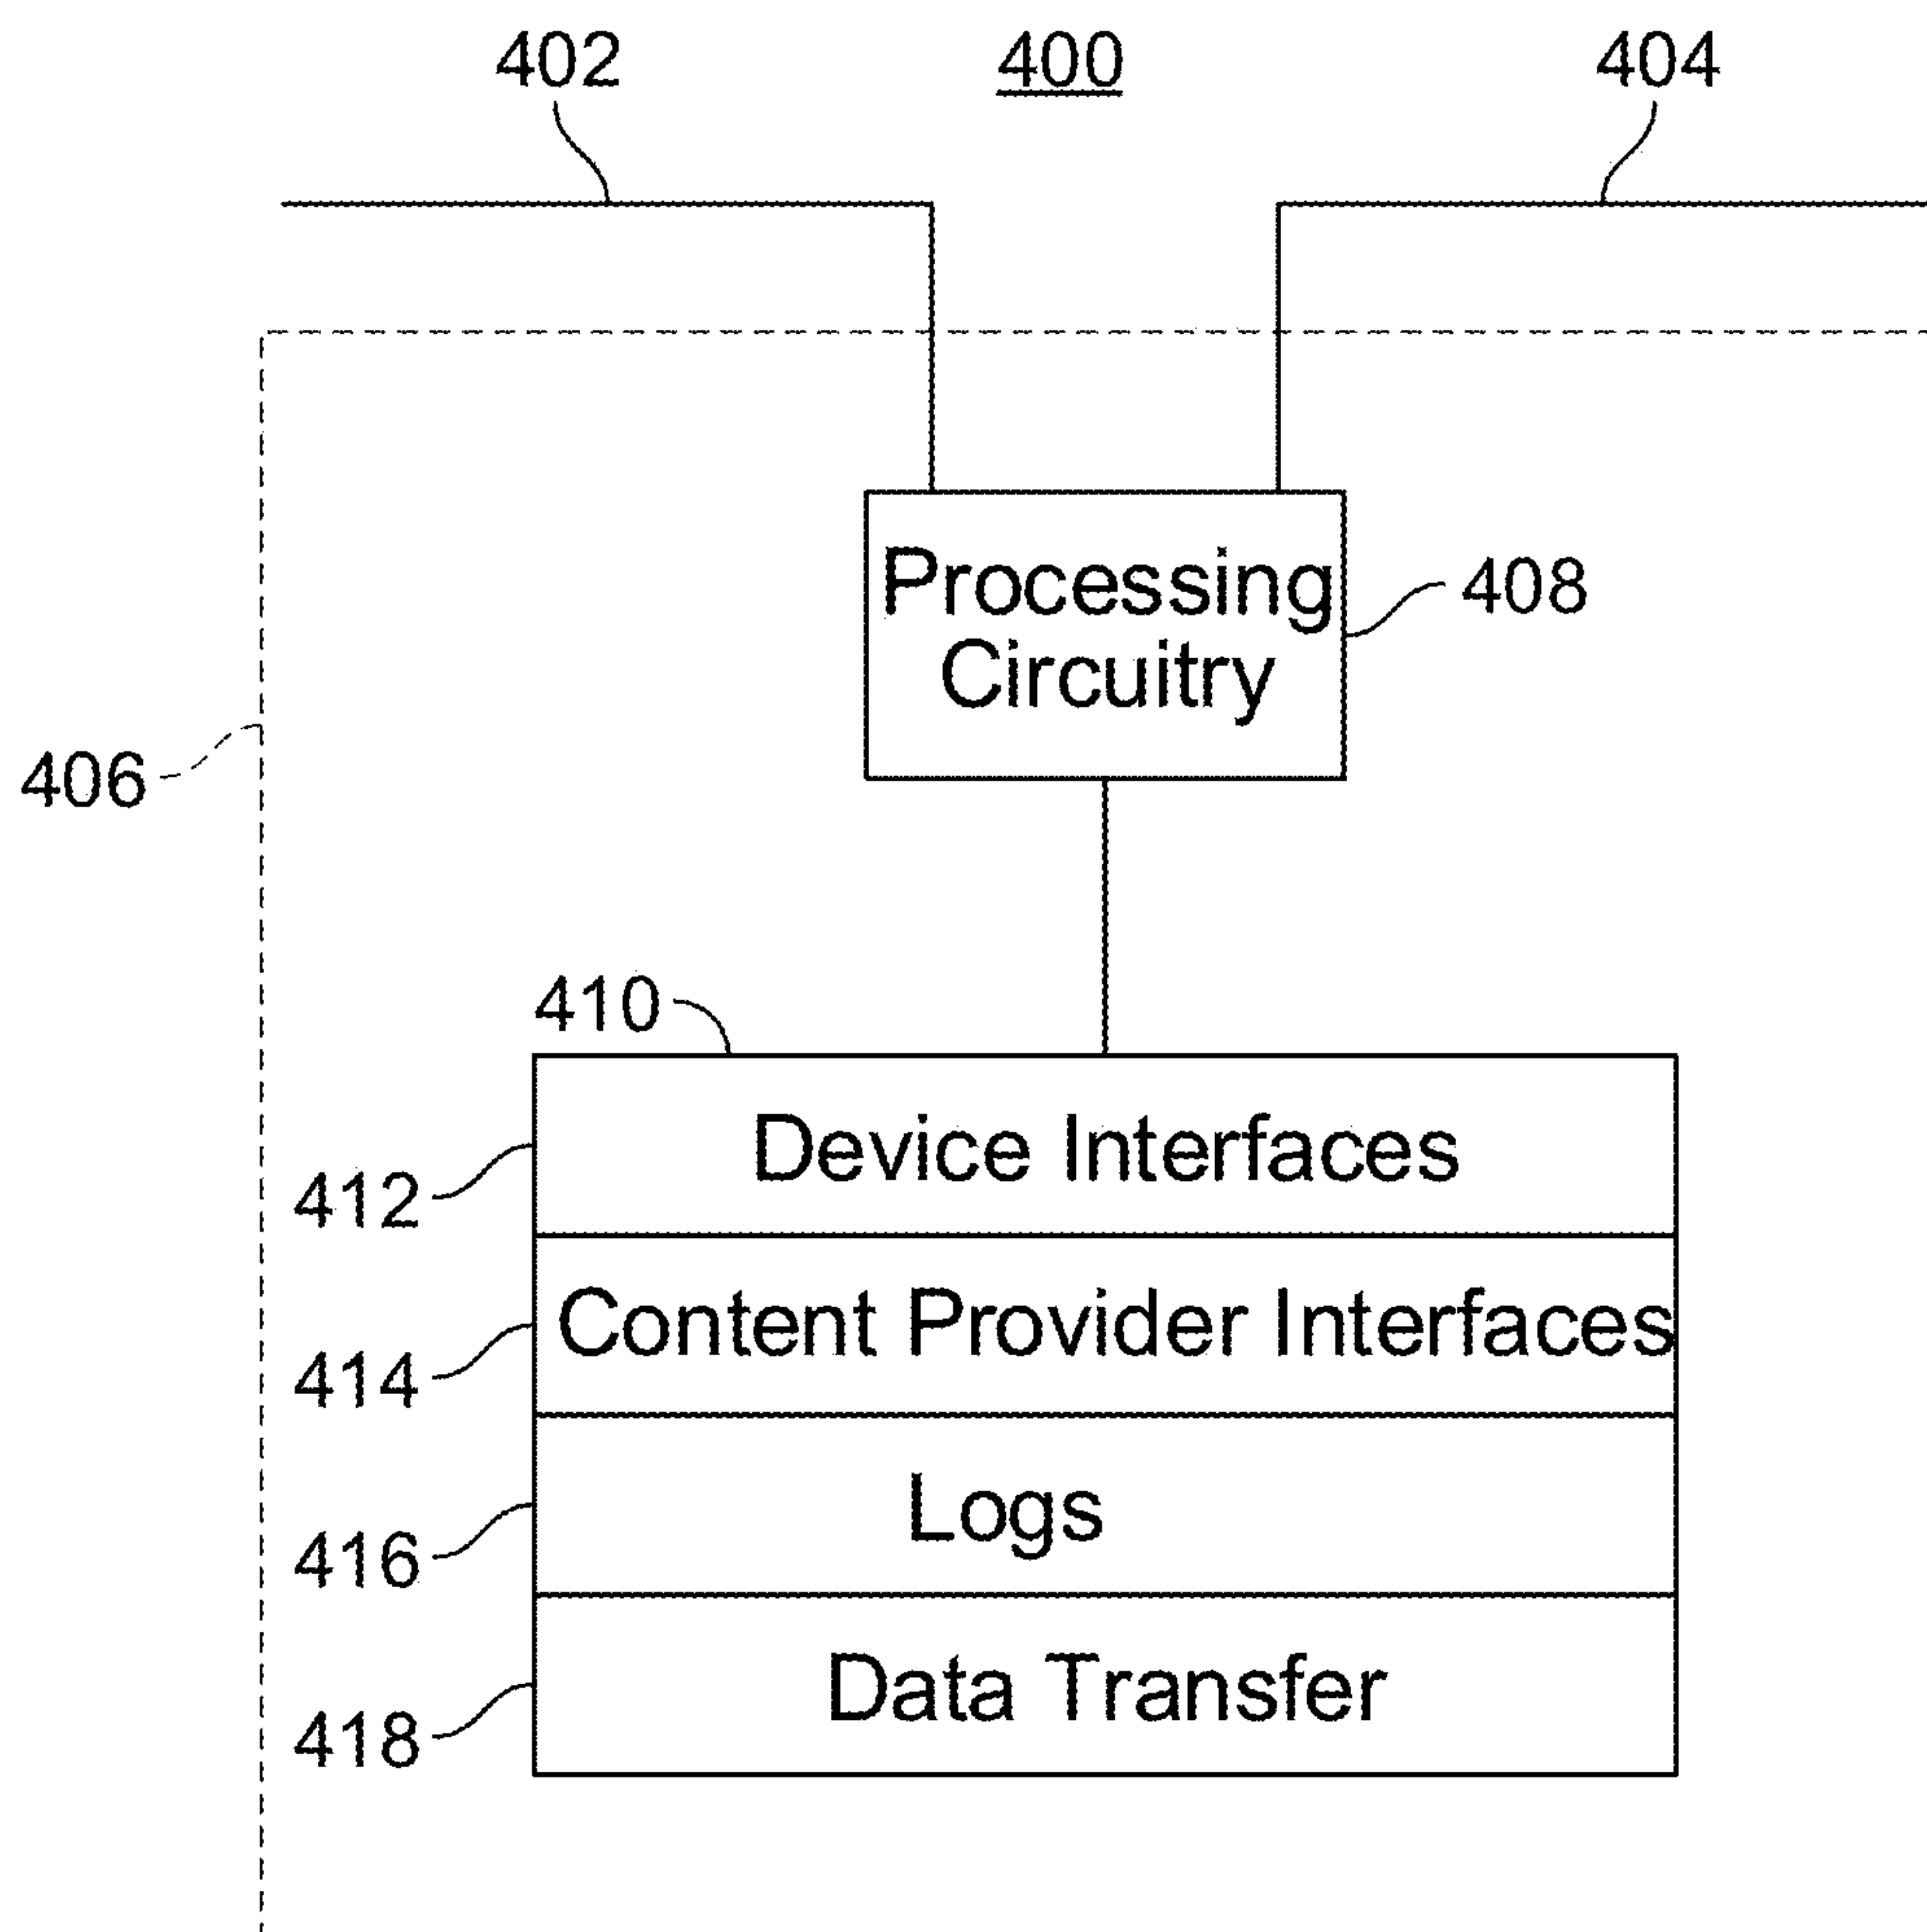 402 400 404
Processing
Circuitry
408
406
410
Device Interfaces
412
Content Provider Interfaces
414
Logs
416
Data Transfer
418